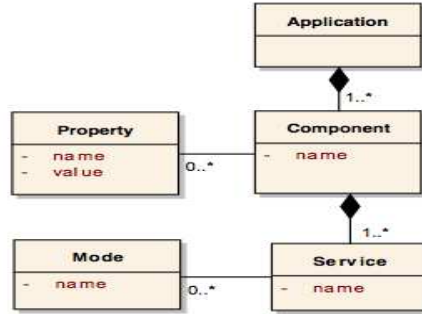 Application
1..*
Property
- name
- value
0..*
Component
- name
1..*
Mode
- name
0..*
Service
- name